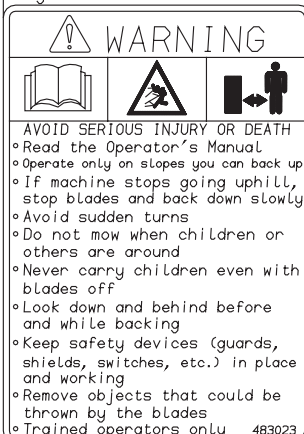 WARNING
AVOID SERIOUS INJURY OR DEATH
° Read the Operator's Manual
° Operate only on slopes you can back up
° If machine stops going uphill,
stop blades and back down slowly
° Avoid sudden turns
° Do not mow when children or
others are around
° Never carry children even with
blades off
° Look down and behind before
and while backing
° Keep safety devices (guards,
shields, switches, etc.) in place
and working
° Remove objects that could be
thrown by the blades
° Trained operators only 483023